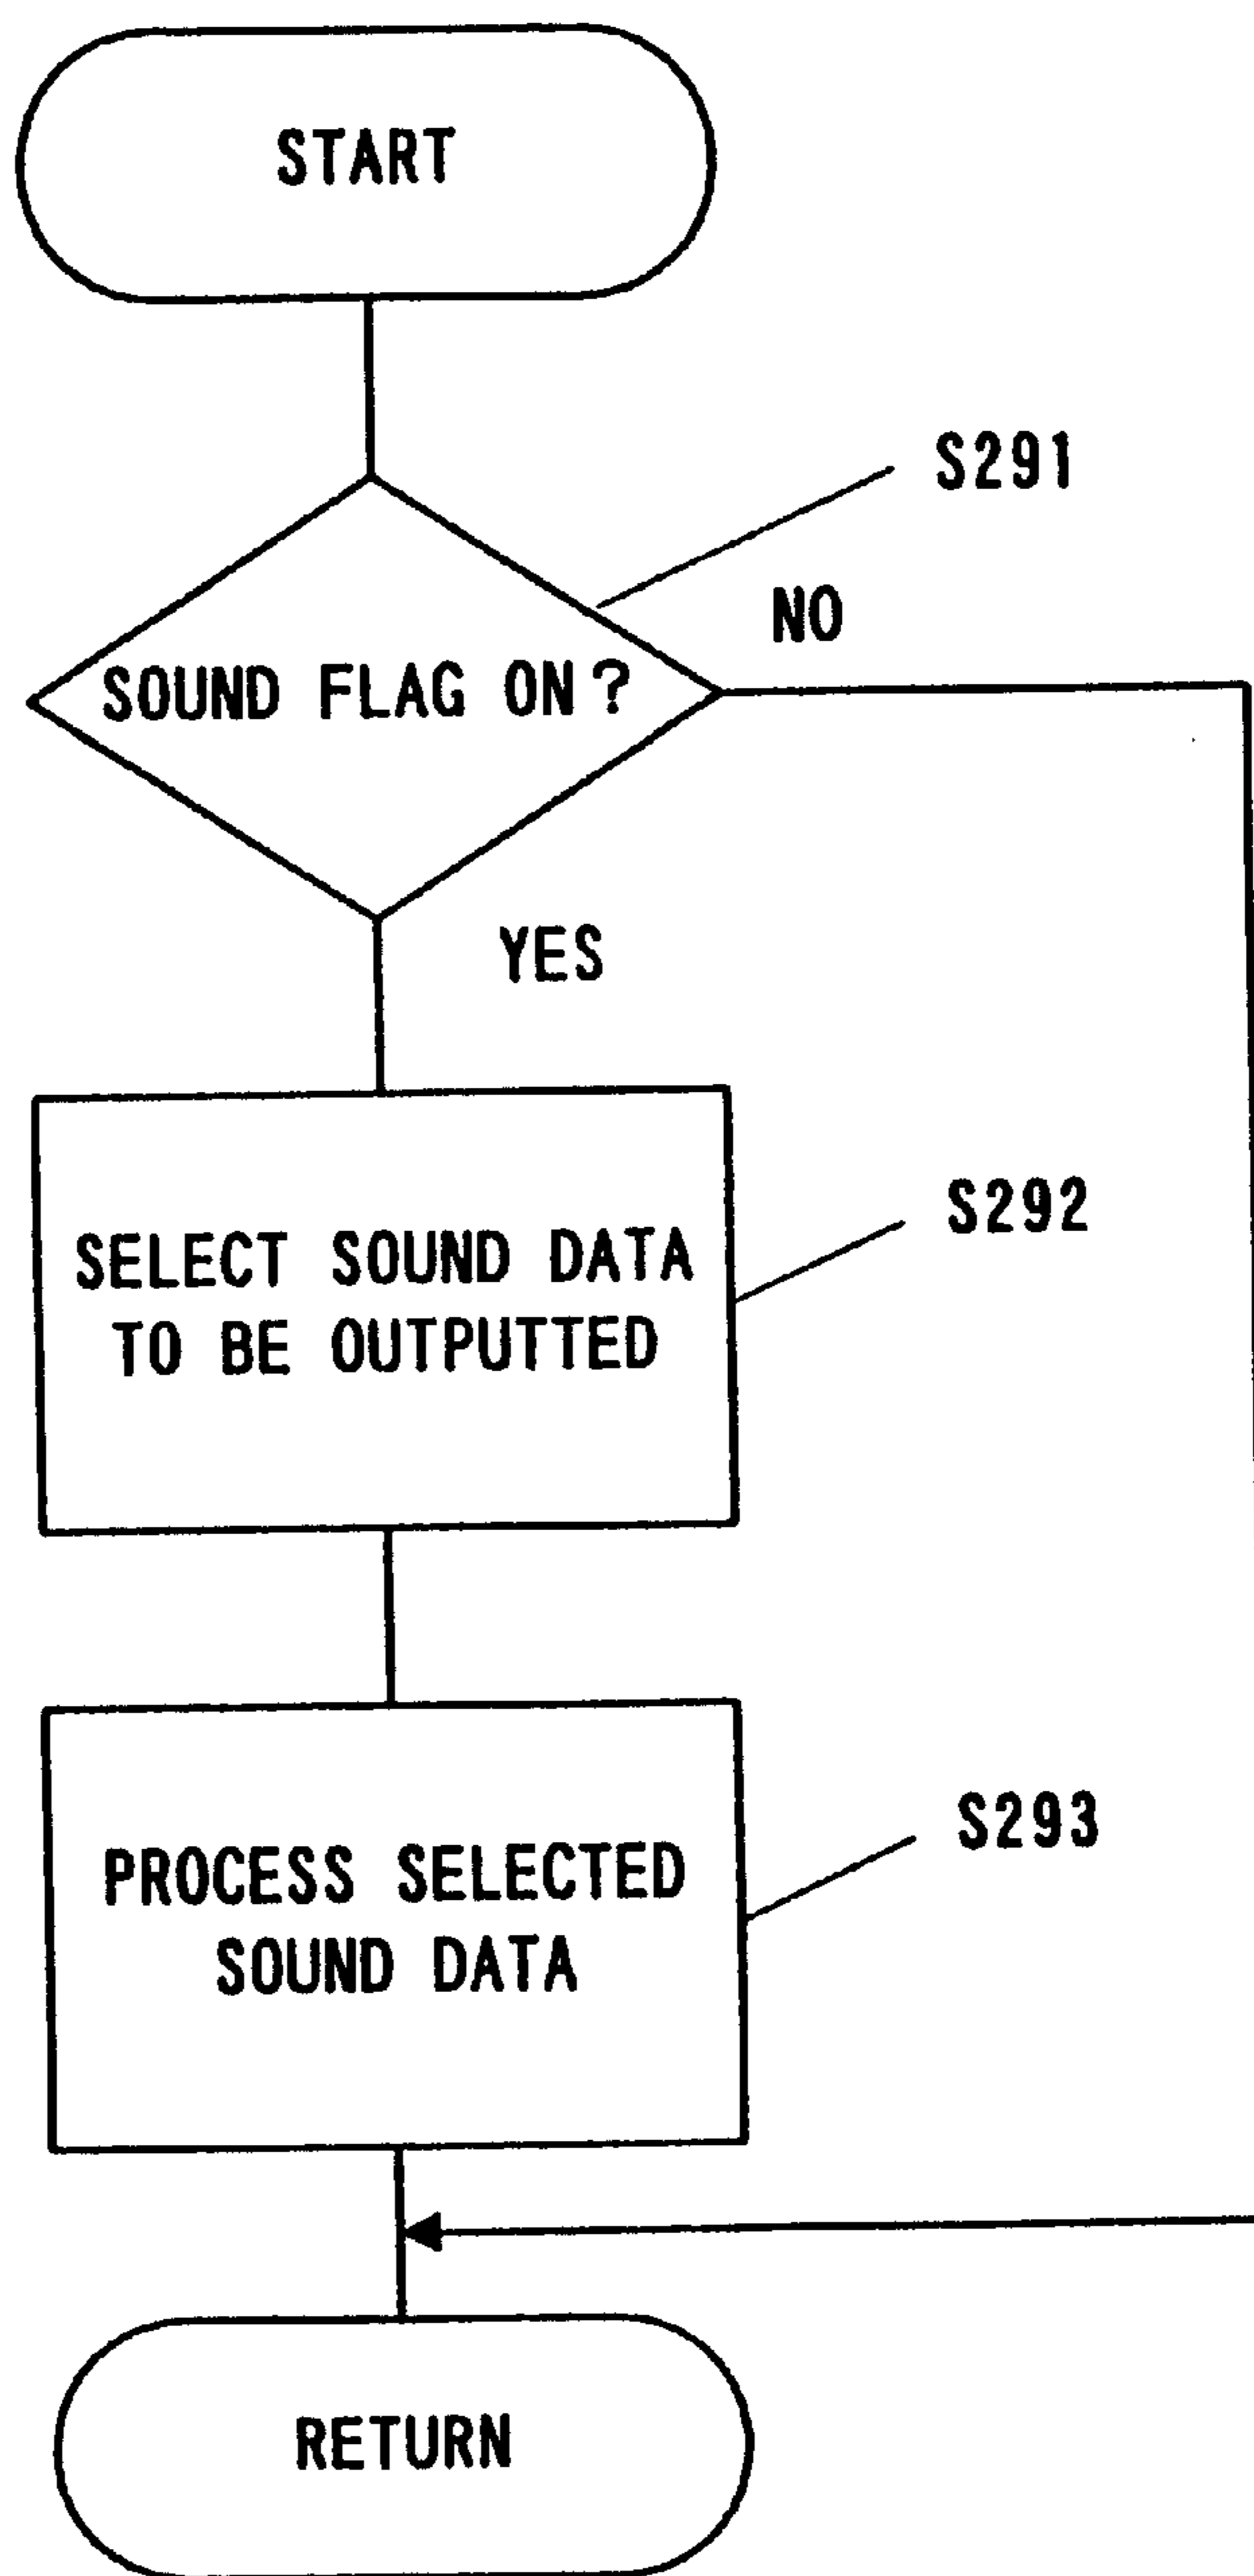 START
S291
NO
SOUND FLAG ON?
YES
S292
SELECT SOUND DATA
TO BE OUTPUTTED
S293
PROCESS SELECTED
SOUND DATA
RETURN